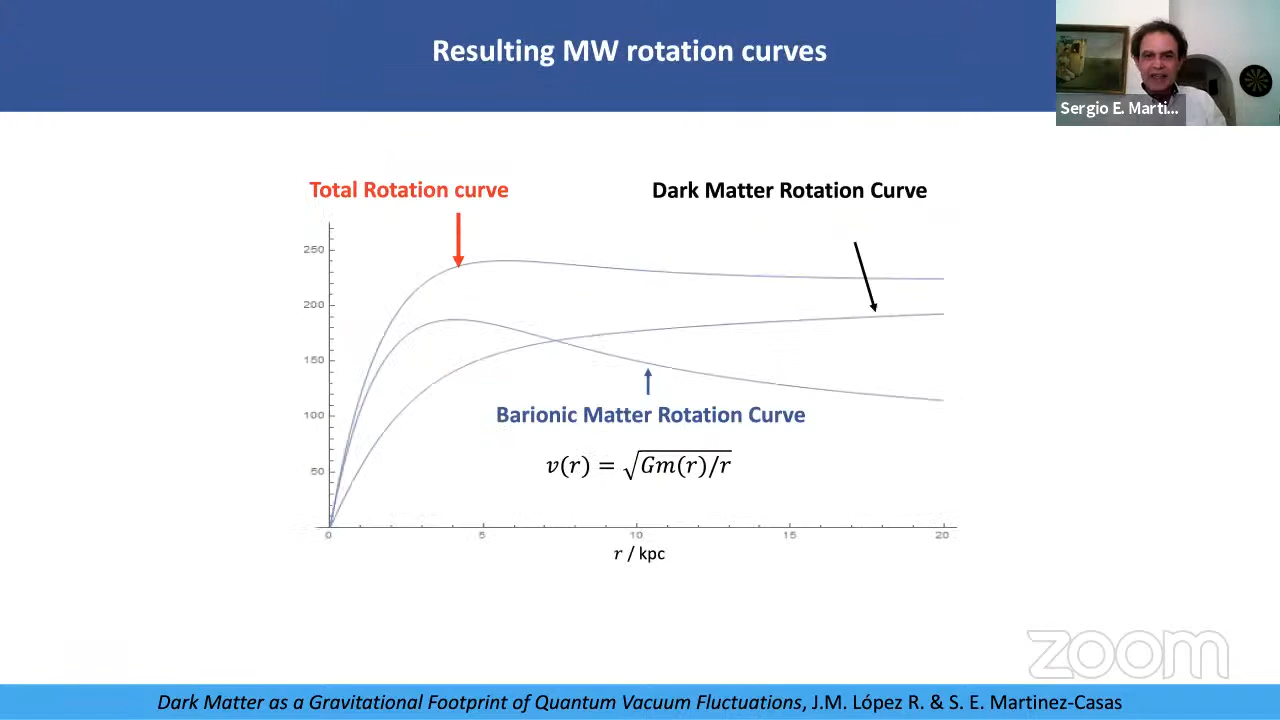 Resulting MW rotation curves
Sergio E. Marti...
Total Rotation curve
Dark Matter Rotation Curve
250
200
150
100
50
Barionic Matter Rotation Curve
v(r) = √Gm(r)/r
0
5
10
15
20
r / kpc
zoom
Dark Matter as a Gravitational Footprint of Quantum Vacuum Fluctuations, J.M. López R. & S. E. Martinez-Casas